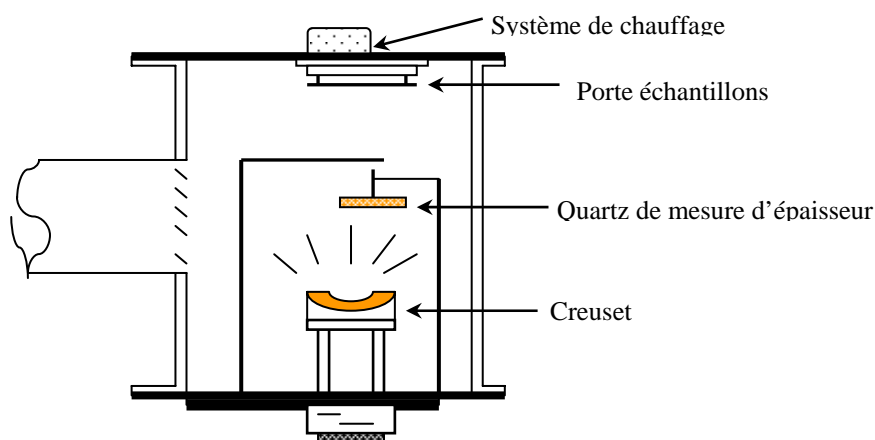 Système de chauffage
Porte échantillons
Quartz de mesure d’épaisseur
Creuset